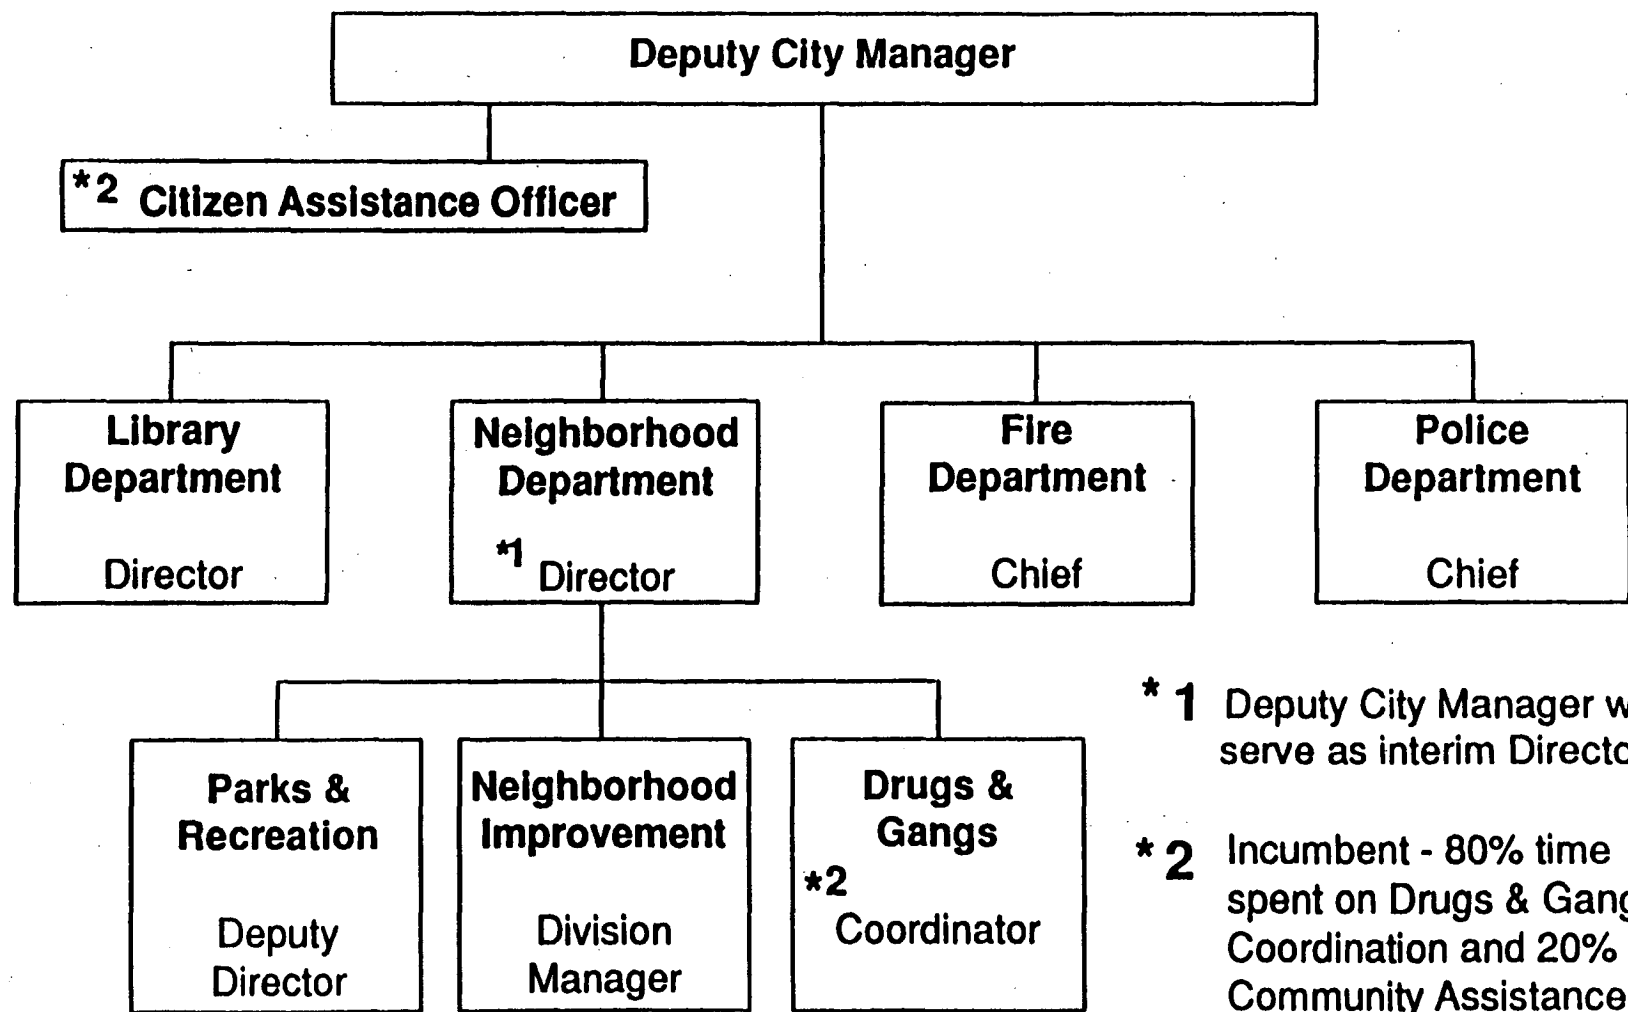 Deputy City Manager
*2 Citizen Assistance Officer
Library
Department
Director
Neighborhood
Department
*1 Director
Fire
Department
Chief
Police
Department
Chief
Parks &
Recreation
Deputy
Director
Neighborhood
Improvement
Division
Manager
Drugs &
Gangs
*2
Coordinator
* 1 Deputy City Manager
serve as interim
* 2 Incumbent - 80% time
spent on Drugs &
Coordination and 20%
Community Assistance